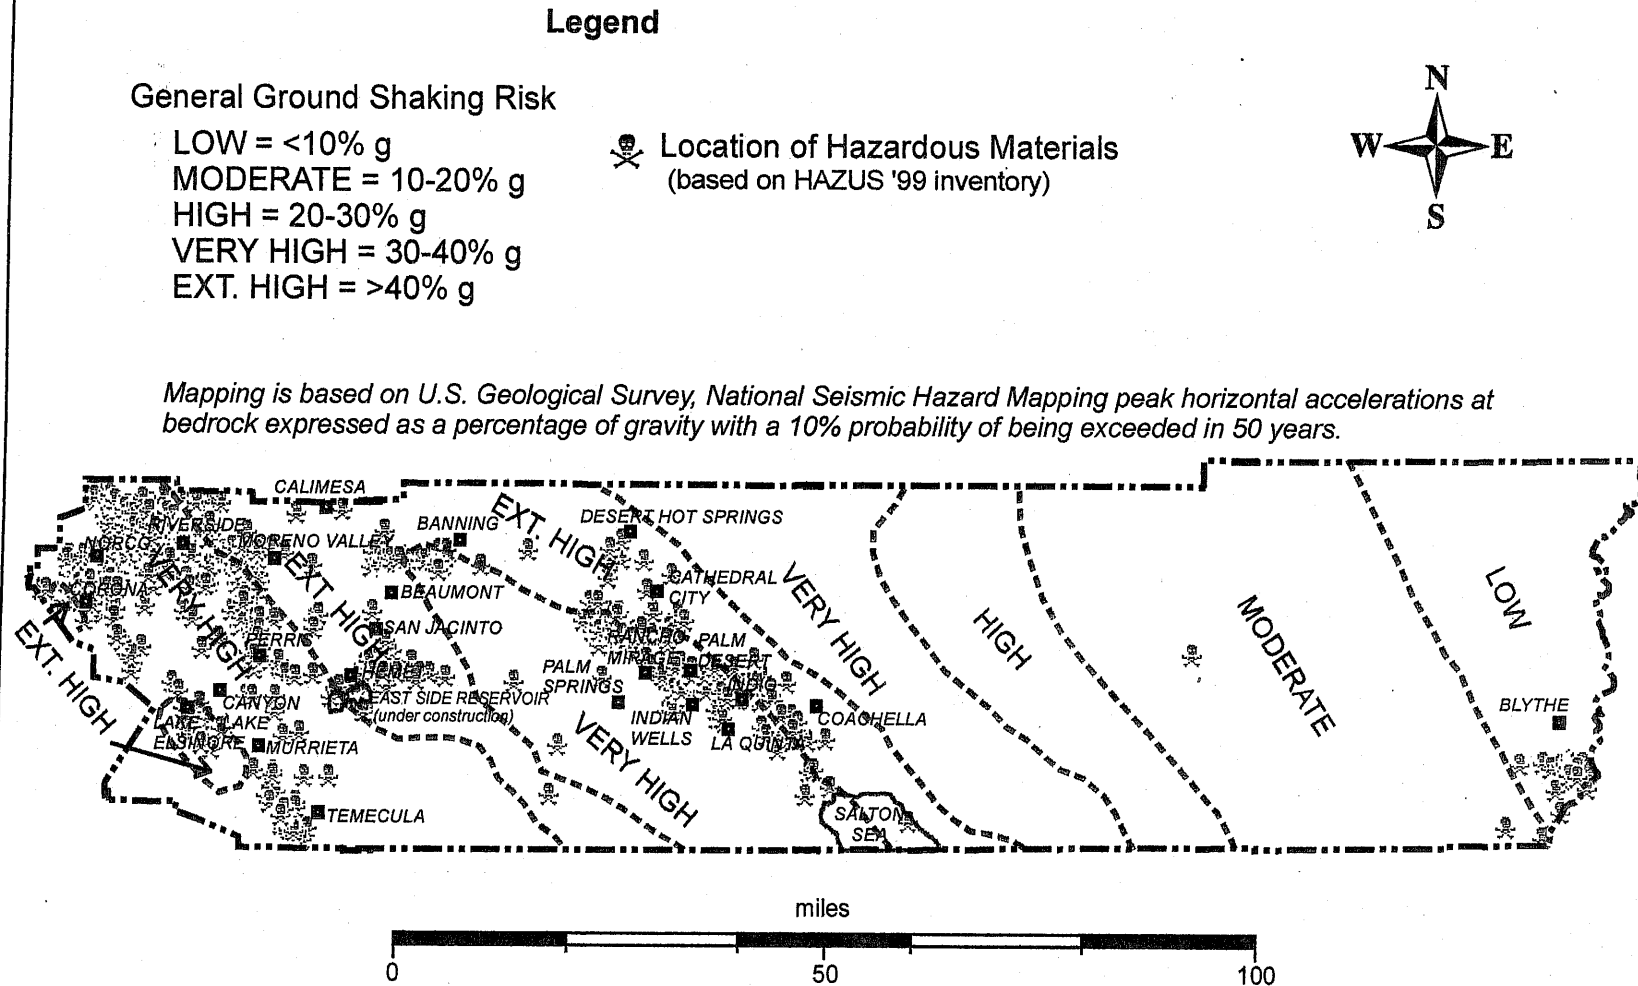 Legend
General Ground Shaking Risk
LOW = <10% g
MODERATE = 10-20% g
HIGH = 20-30% g
VERY HIGH = 30-40% g
EXT. HIGH = >40% g
Location of Hazardous Materials
(based on HAZUS '99 inventory)
N
W
E
S
Mapping is based on U.S. Geological Survey, National Seismic Hazard Mapping peak horizontal accelerations at
bedrock expressed as a percentage of gravity with a 10% probability of being exceeded in 50 years.
CALIMESA
RIVERSIDE
NORCO
MORENO VALLEY
BANNING
EXT. HIGH
DESERT HOT SPRINGS
CORONA
VERY HIGH
EXT. HIGH
BEAUMONT
CATHEDRAL
CITY
VERY HIGH
HIGH
MODERATE
LOW
EXT. HIGH
PERRIS
SAN JACINTO
RANCHO
MIRAGE
PALM
DESERT
HEMET
PALM
SPRINGS
INDIO
EAST SIDE RESERVOIR
(under construction)
CANYON
LAKE
LAKE
ELSINORE
MURRIETA
VERY HIGH
INDIAN
WELLS
LA QUINTA
COACHELLA
BLYTHE
TEMECULA
SALTON
SEA
miles
0
50
100